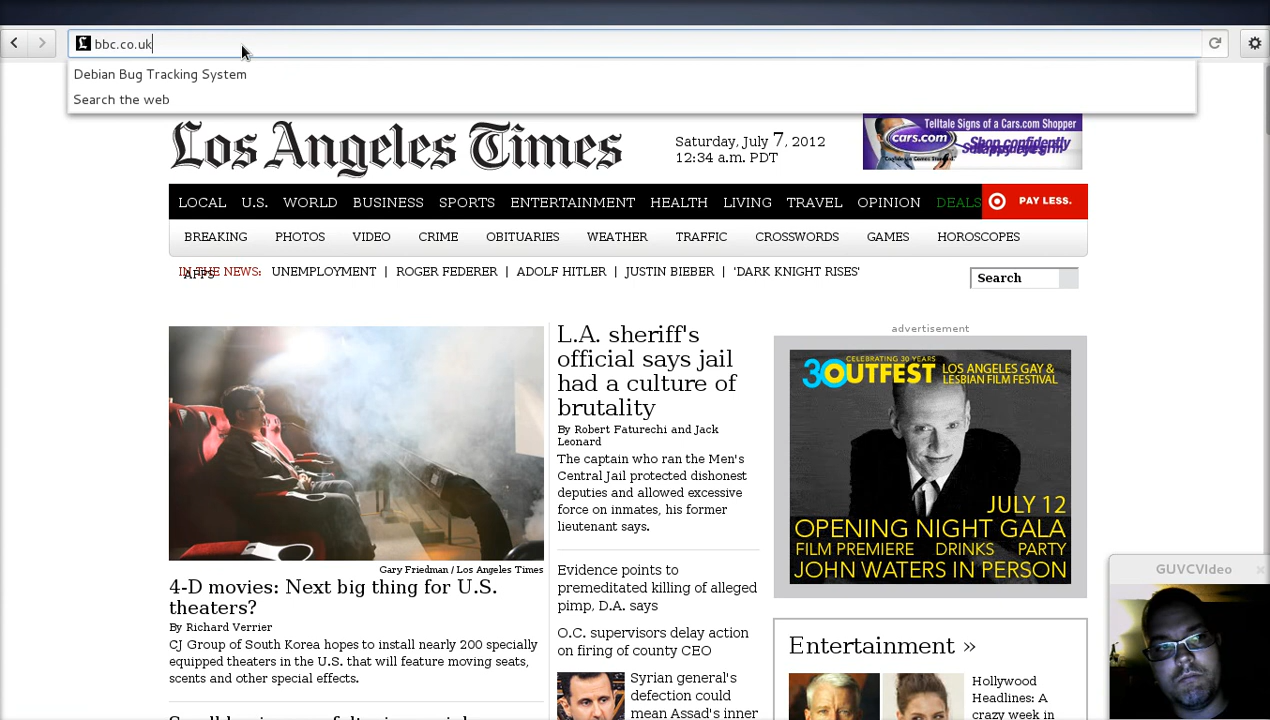 bbc.co.uk
Debian Bug Tracking System
Search the web
Los Angeles Times
Saturday, July 7, 2012
12:34 a.m. PDT
Telltale Signs of a Cars.com Shopper
cars.com
Shop confidently
Confidence Comes Standard.
LOCAL U.S. WORLD BUSINESS SPORTS ENTERTAINMENT HEALTH LIVING TRAVEL OPINION DEALS
PAY LESS.
BREAKING PHOTOS VIDEO CRIME OBITUARIES WEATHER TRAFFIC CROSSWORDS GAMES HOROSCOPES
APPS
IN THE NEWS: UNEMPLOYMENT | ROGER FEDERER | ADOLF HITLER | JUSTIN BIEBER | 'DARK KNIGHT RISES'
Search
Gary Friedman / Los Angeles Times
4-D movies: Next big thing for U.S.
theaters?
By Richard Verrier
CJ Group of South Korea hopes to install nearly 200 specially
equipped theaters in the U.S. that will feature moving seats,
scents and other special effects.
L.A. sheriff's
official says jail
had a culture of
brutality
By Robert Faturechi and Jack
Leonard
The captain who ran the Men's
Central Jail protected dishonest
deputies and allowed excessive
force on inmates, his former
lieutenant says.
Evidence points to
premeditated killing of alleged
pimp, D.A. says
O.C. supervisors delay action
on firing of county CEO
Syrian general's
defection could
mean Assad's inner
advertisement
CELEBRATING 30 YEARS
30 OUTFEST LOS ANGELES GAY &
LESBIAN FILM FESTIVAL
JULY 12
OPENING NIGHT GALA
FILM PREMIERE DRINKS PARTY
JOHN WATERS IN PERSON
Entertainment »
Hollywood
Headlines: A
crazy week in
GUVCVIdeo